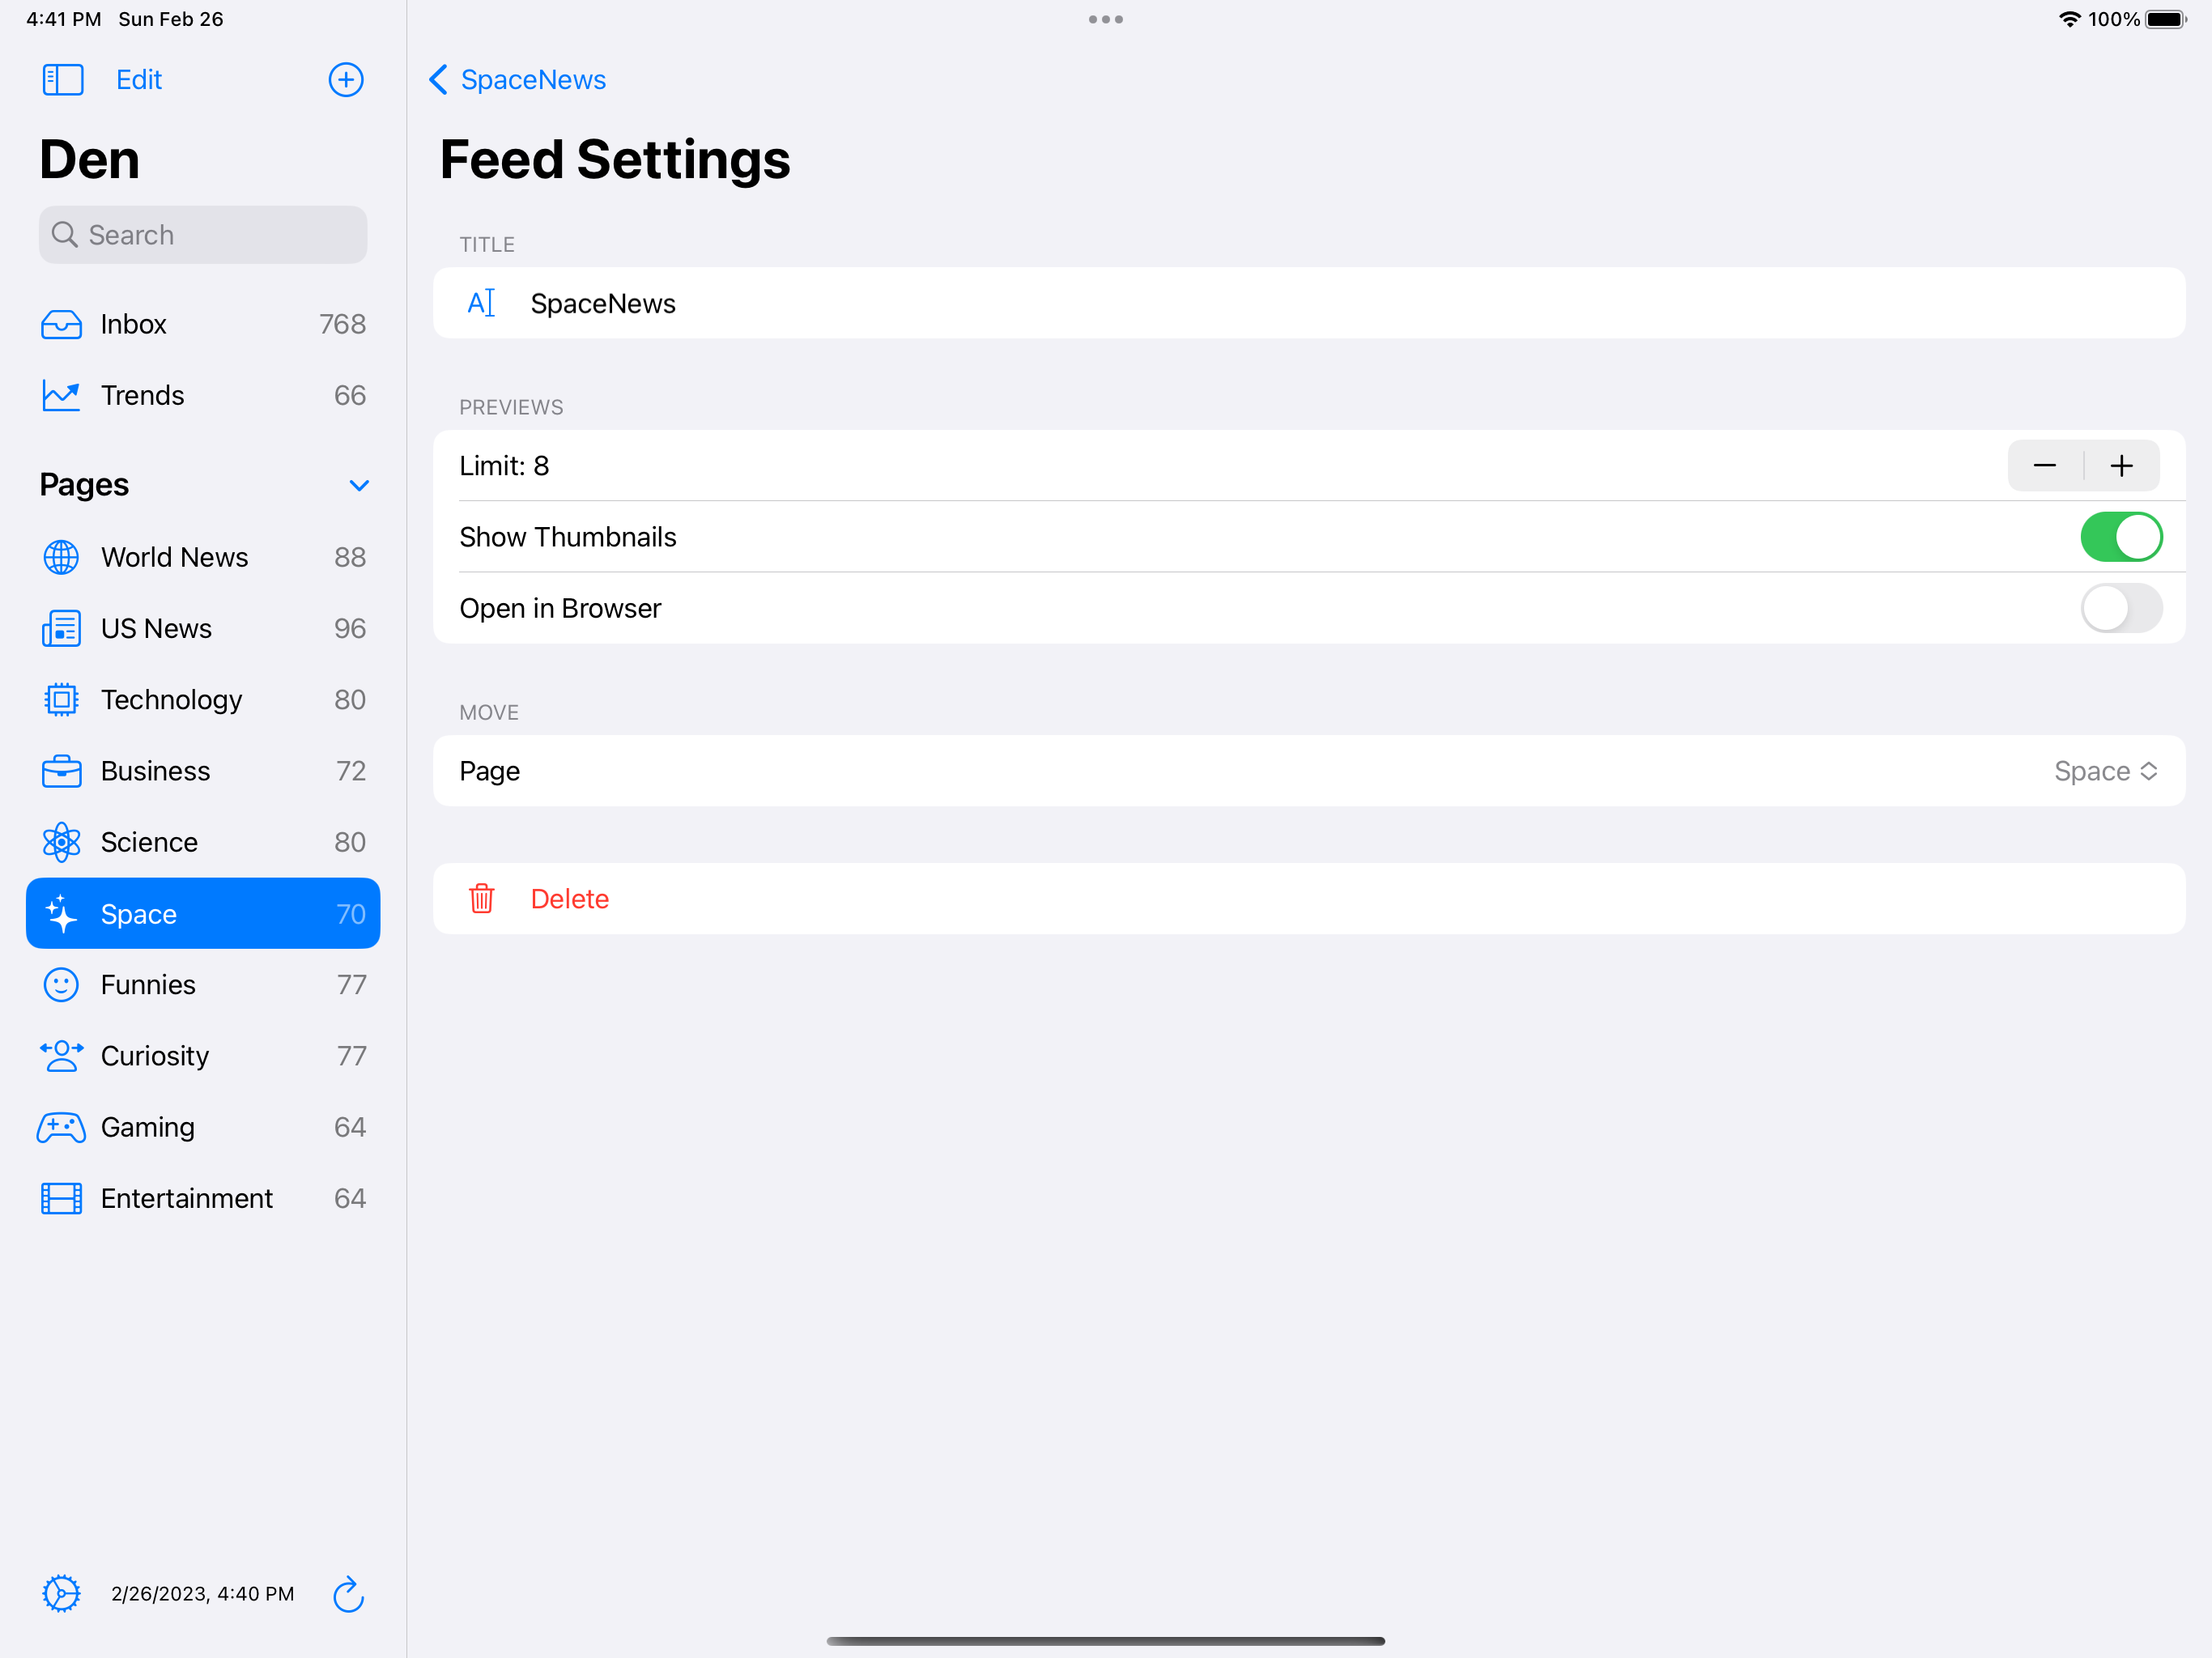 4:41 PM Sun Feb 26
100%
Edit
Den
Search
Inbox 768
Trends 66
Pages
World News 88
US News 96
Technology 80
Business 72
Science 80
Space 70
Funnies 77
Curiosity 77
Gaming 64
Entertainment 64
2/26/2023, 4:40 PM
SpaceNews
Feed Settings
TITLE
SpaceNews
PREVIEWS
Limit: 8
Show Thumbnails
Open in Browser
MOVE
Page Space
Delete